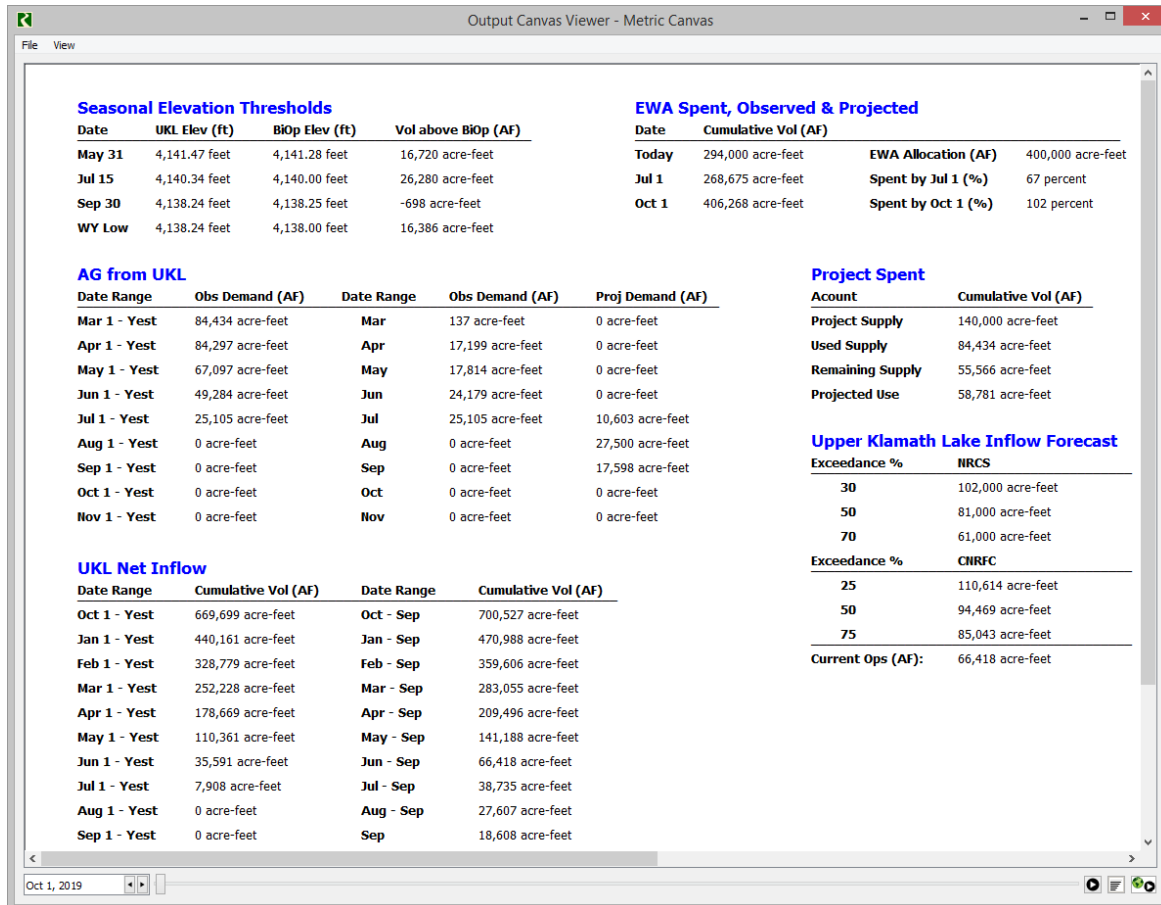 Output Canvas Viewer - Metric Canvas
File View
Seasonal Elevation Thresholds
Date UKL Elev (ft) BiOp Elev (ft) Vol above BiOp (AF)
May 31 4,141.47 feet 4,141.28 feet 16,720 acre-feet
Jul 15 4,140.34 feet 4,140.00 feet 26,280 acre-feet
Sep 30 4,138.24 feet 4,138.25 feet -698 acre-feet
WY Low 4,138.24 feet 4,138.00 feet 16,386 acre-feet
EWA Spent, Observed & Projected
Date Cumulative Vol (AF)
Today 294,000 acre-feet EWA Allocation (AF) 400,000 acre-feet
Jul 1 268,675 acre-feet Spent by Jul 1 (%) 67 percent
Oct 1 406,268 acre-feet Spent by Oct 1 (%) 102 percent
AG from UKL
Date Range Obs Demand (AF) Date Range Obs Demand (AF) Proj Demand (AF)
Mar 1 - Yest 84,434 acre-feet Mar 137 acre-feet 0 acre-feet
Apr 1 - Yest 84,297 acre-feet Apr 17,199 acre-feet 0 acre-feet
May 1 - Yest 67,097 acre-feet May 17,814 acre-feet 0 acre-feet
Jun 1 - Yest 49,284 acre-feet Jun 24,179 acre-feet 0 acre-feet
Jul 1 - Yest 25,105 acre-feet Jul 25,105 acre-feet 10,603 acre-feet
Aug 1 - Yest 0 acre-feet Aug 0 acre-feet 27,500 acre-feet
Sep 1 - Yest 0 acre-feet Sep 0 acre-feet 17,598 acre-feet
Oct 1 - Yest 0 acre-feet Oct 0 acre-feet 0 acre-feet
Nov 1 - Yest 0 acre-feet Nov 0 acre-feet 0 acre-feet
Project Spent
Acount Cumulative Vol (AF)
Project Supply 140,000 acre-feet
Used Supply 84,434 acre-feet
Remaining Supply 55,566 acre-feet
Projected Use 58,781 acre-feet
Upper Klamath Lake Inflow Forecast
Exceedance % NRCS
30 102,000 acre-feet
50 81,000 acre-feet
70 61,000 acre-feet
Exceedance % CNRFC
25 110,614 acre-feet
50 94,469 acre-feet
75 85,043 acre-feet
Current Ops (AF): 66,418 acre-feet
UKL Net Inflow
Date Range Cumulative Vol (AF) Date Range Cumulative Vol (AF)
Oct 1 - Yest 669,699 acre-feet Oct - Sep 700,527 acre-feet
Jan 1 - Yest 440,161 acre-feet Jan - Sep 470,988 acre-feet
Feb 1 - Yest 328,779 acre-feet Feb - Sep 359,606 acre-feet
Mar 1 - Yest 252,228 acre-feet Mar - Sep 283,055 acre-feet
Apr 1 - Yest 178,669 acre-feet Apr - Sep 209,496 acre-feet
May 1 - Yest 110,361 acre-feet May - Sep 141,188 acre-feet
Jun 1 - Yest 35,591 acre-feet Jun - Sep 66,418 acre-feet
Jul 1 - Yest 7,908 acre-feet Jul - Sep 38,735 acre-feet
Aug 1 - Yest 0 acre-feet Aug - Sep 27,607 acre-feet
Sep 1 - Yest 0 acre-feet Sep 18,608 acre-feet
Oct 1, 2019